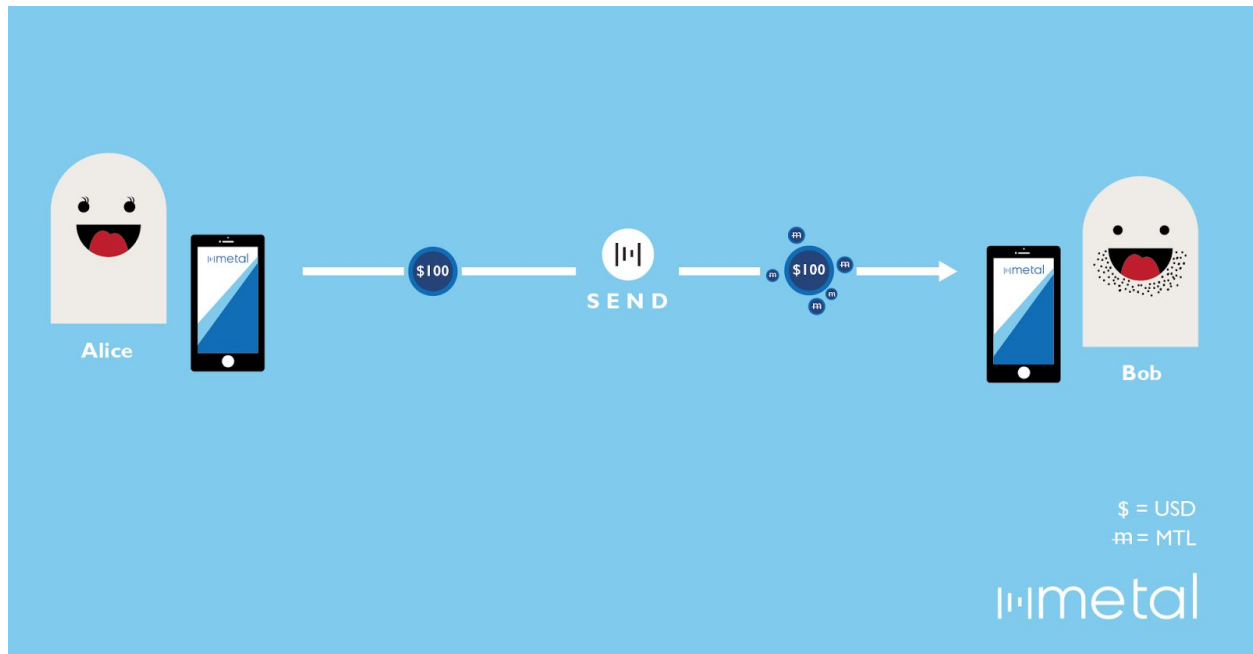 metal
$100
SEND
m
m
$100
m
m
m
metal
Alice
Bob
$ = USD
m = MTL
metal